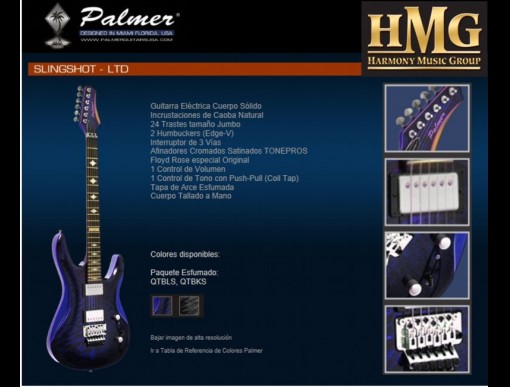 Palmer®
DESIGNED IN MIAMI FLORIDA, USA
WWW.PALMERGUITARSUSA.COM
HMG
HARMONY MUSIC GROUP
SLINGSHOT - LTD
Guitarra Eléctrica Cuerpo Sólido
Incrustaciones de Caoba Natural
24 Trastes tamaño Jumbo
2 Humbuckers (Edge-V)
Interruptor de 3 Vías
Afinadores Cromados Satinados TONEPROS
Floyd Rose especial Original
1 Control de Volumen
1 Control de Tono con Push-Pull (Coil Tap)
Tapa de Arce Esfumada
Cuerpo Tallado a Mano
Colores disponibles:
Paquete Esfumado:
QTBLS, QTBKS
Bajar imagen de alta resolución
Ir a Tabla de Referencia de Colores Palmer